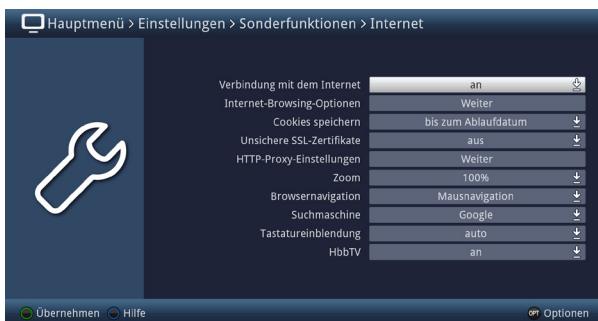 Hauptmenü > Einstellungen > Sonderfunktionen > Internet
Verbindung mit dem Internet an
Internet-Browsing-Optionen Weiter
Cookies speichern bis zum Ablaufdatum
Unsichere SSL-Zertifikate aus
HTTP-Proxy-Einstellungen Weiter
Zoom 100%
Browsernavigation Mausnavigation
Suchmaschine Google
Tastatureinblendung auto
HbbTV an
Übernehmen Hilfe OPT Optionen